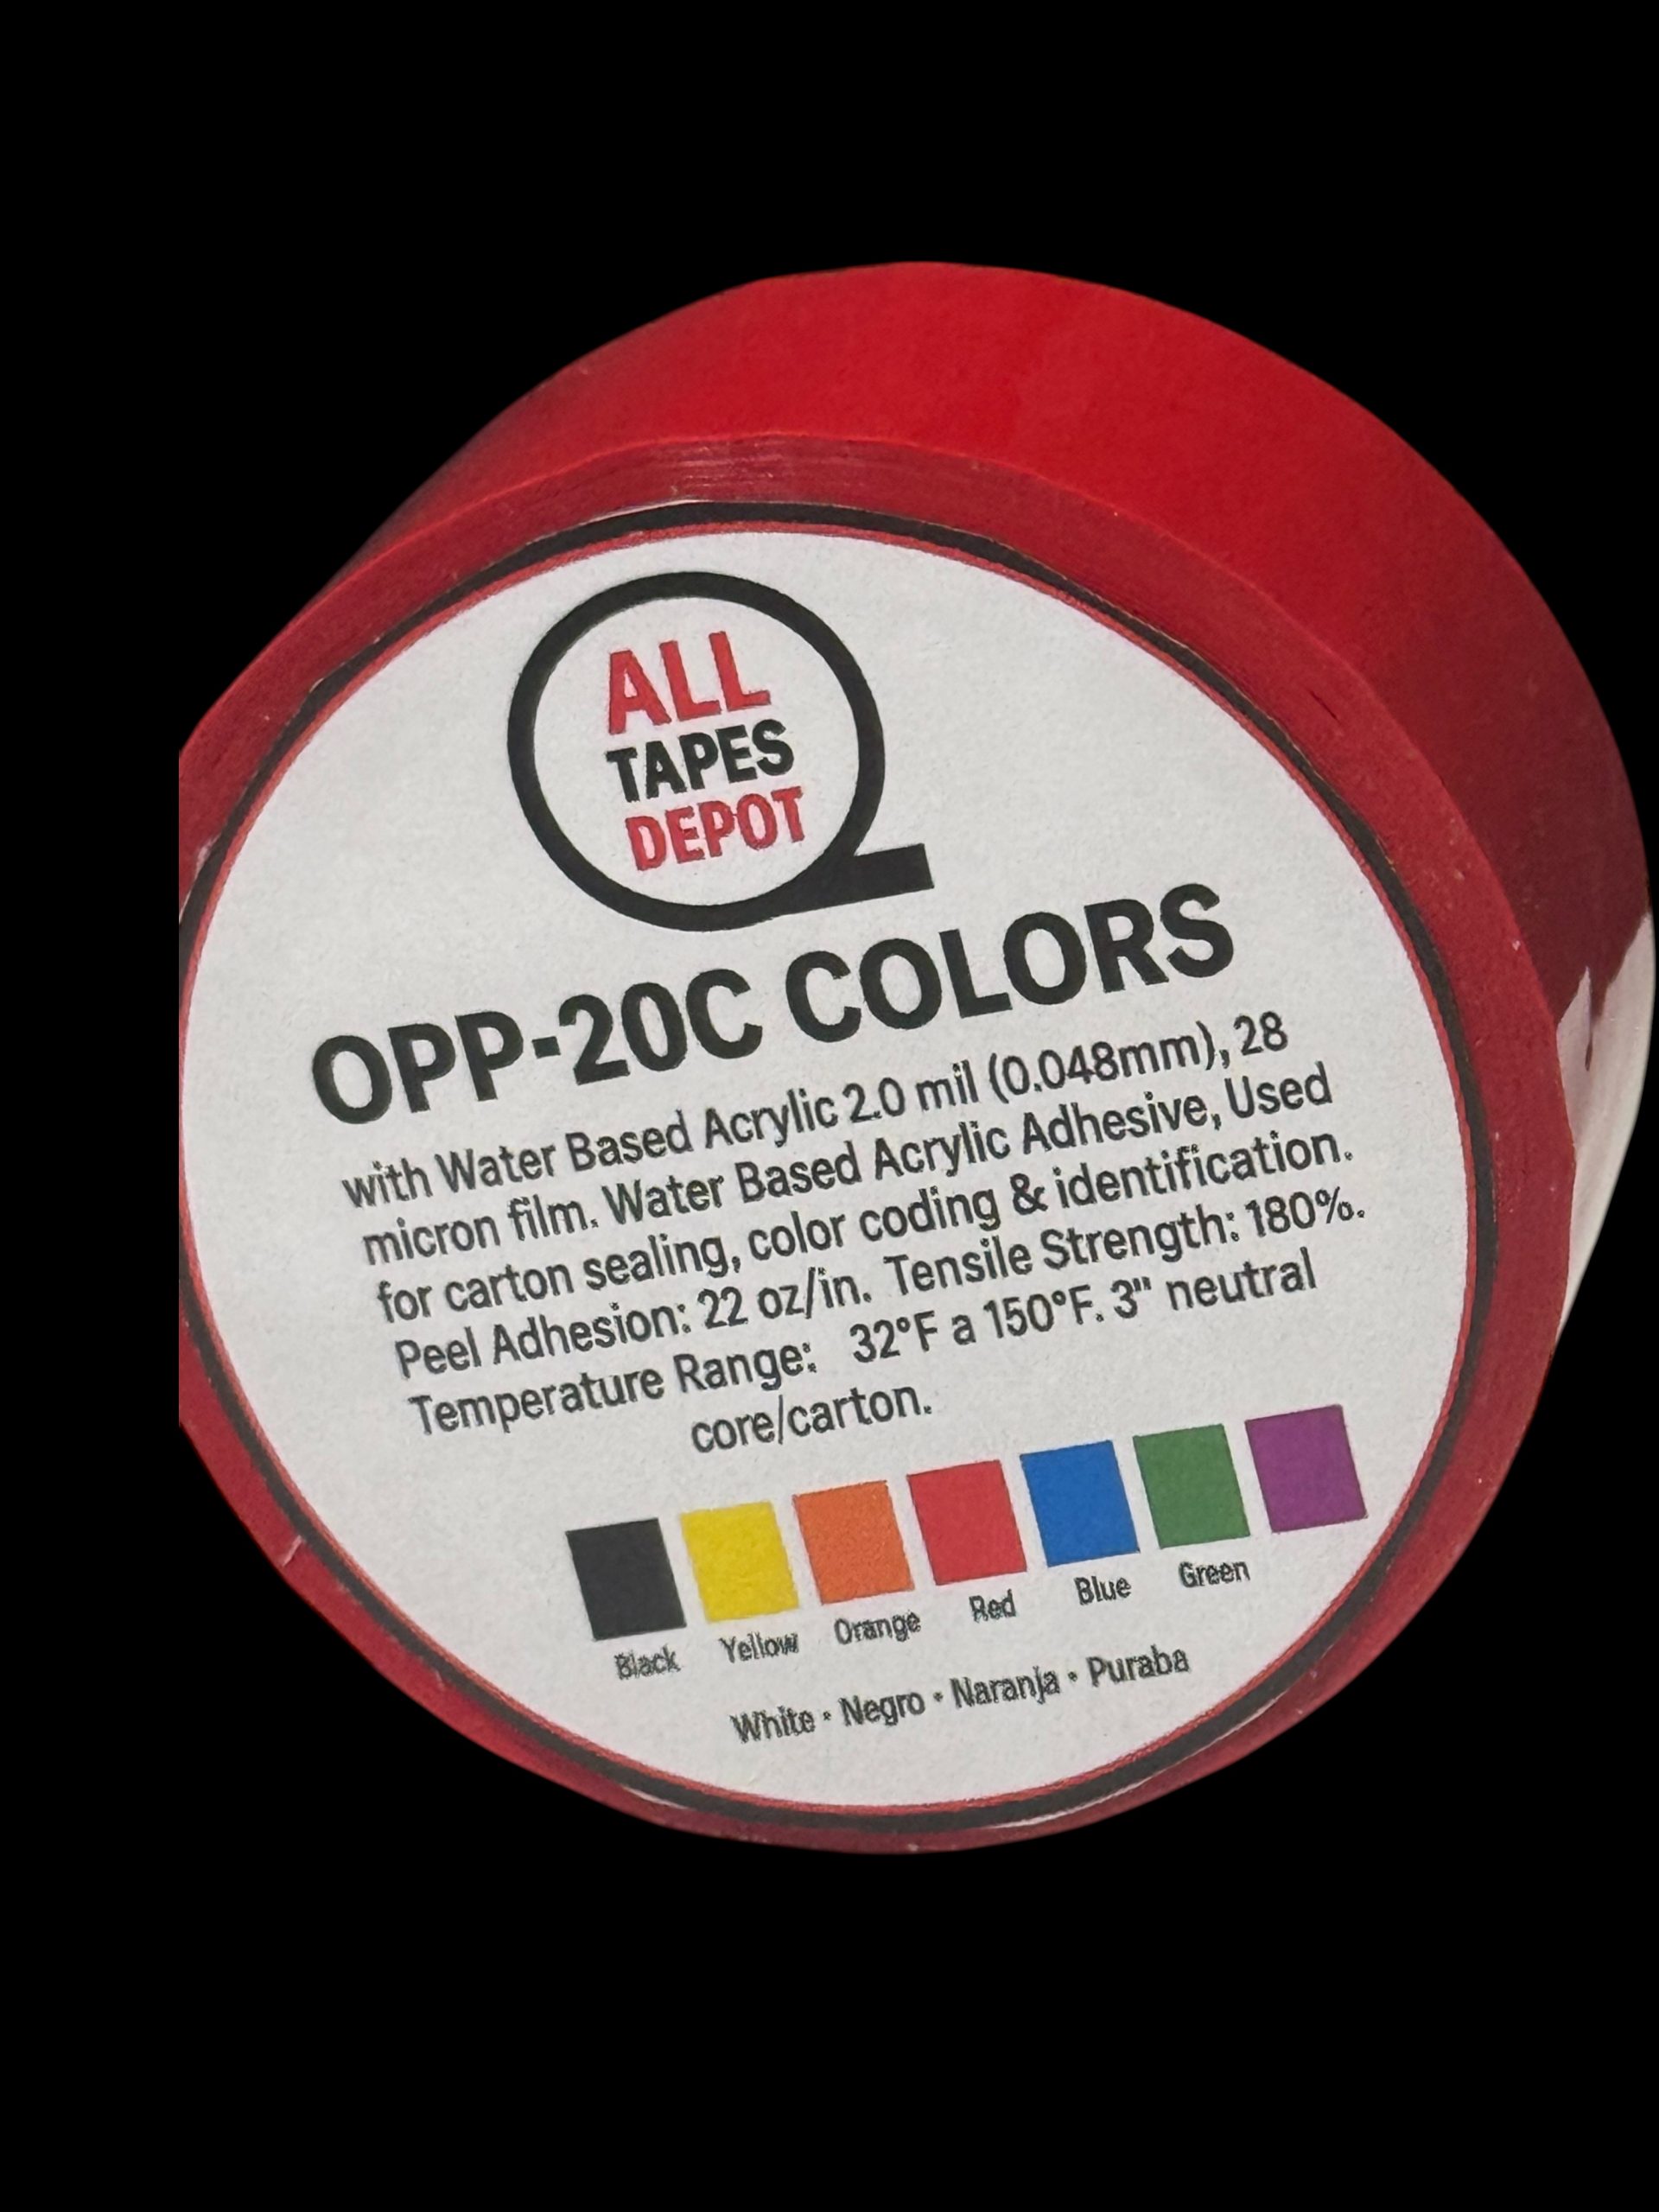 ALL
TAPES
DEPOT
OPP-20C COLORS
with Water Based Acrylic 2.0 mil (0.048mm), 28
micron film. Water Based Acrylic Adhesive, Used
for carton sealing, color coding & identification.
Peel Adhesion: 22 oz/in. Tensile Strength: 180%.
Temperature Range: 32°F a 150°F. 3" neutral
core/carton.
Black Yellow Orange Red Blue Green
White • Negro • Naranja • Puraba